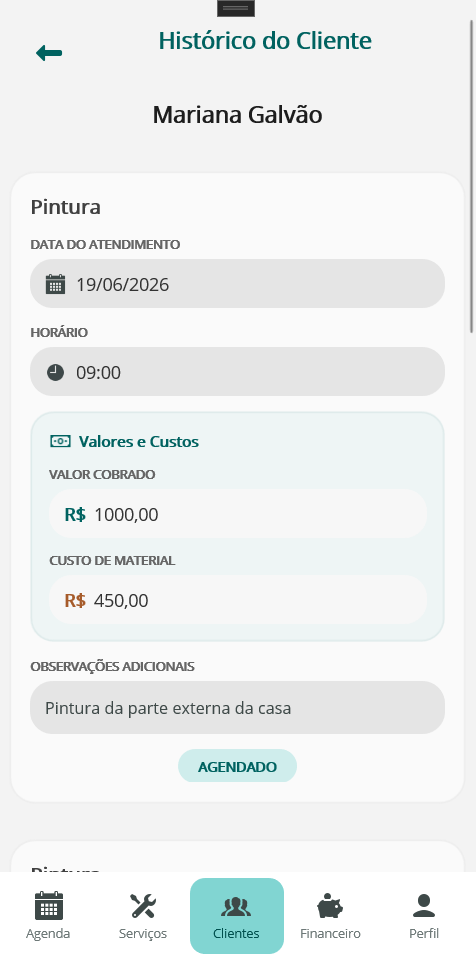 Histórico do Cliente
Mariana Galvão
Pintura
DATA DO ATENDIMENTO
19/06/2026
HORÁRIO
09:00
Valores e Custos
VALOR COBRADO
R$ 1000,00
CUSTO DE MATERIAL
R$ 450,00
OBSERVAÇÕES ADICIONAIS
Pintura da parte externa da casa
AGENDADO
Pintura
Agenda Serviços Clientes Financeiro Perfil